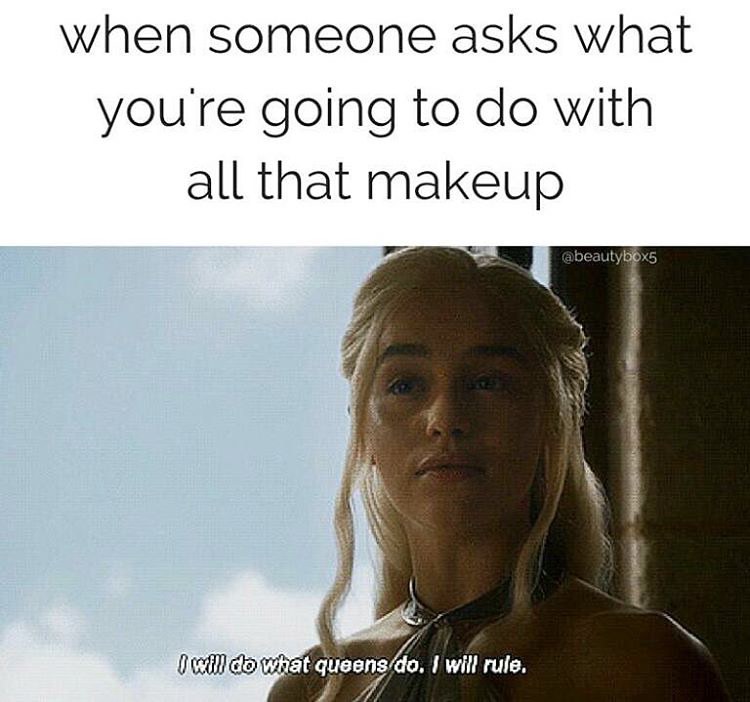 when someone asks what
you're going to do with
all that makeup
@beautybox5
I will do what queens do. I will rule.